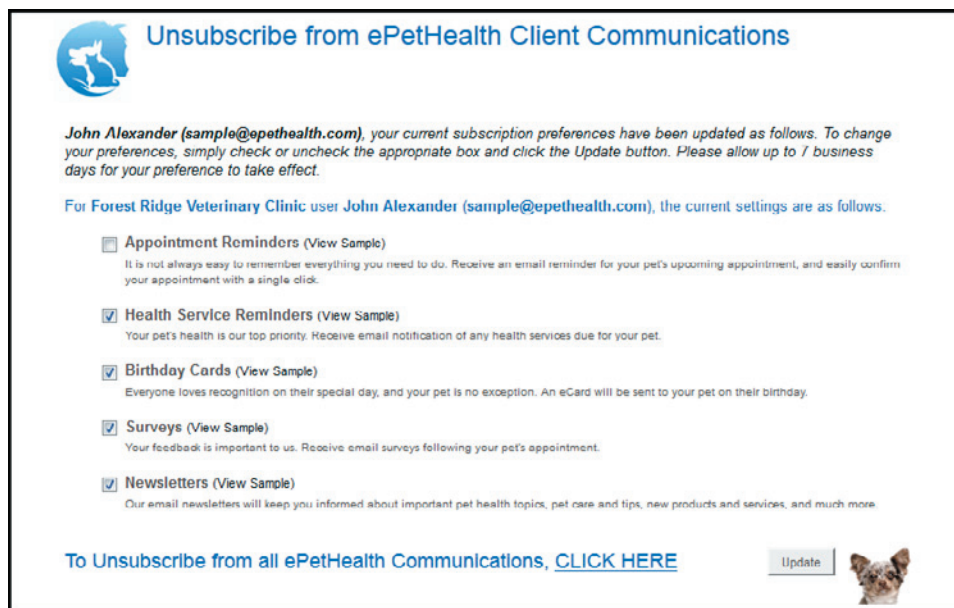 Unsubscribe from ePetHealth Client Communications
John Alexander (sample@epethealth.com), your current subscription preferences have been updated as follows. To change
your preferences, simply check or uncheck the appropriate box and click the Update button. Please allow up to 7 business
days for your preference to take effect.
For Forest Ridge Veterinary Clinic user John Alexander (sample@epethealth.com), the current settings are as follows.
Appointment Reminders (View Sample)
It is not always easy to remember everything you need to do. Receive an email reminder for your pet's upcoming appointment, and easily confirm
your appointment with a single click.
Health Service Reminders (View Sample)
Your pet's health is our top priority. Receive email notification of any health services due for your pet.
Birthday Cards (View Sample)
Everyone loves recognition on their special day, and your pet is no exception. An eCard will be sent to your pet on their birthday.
Surveys (View Sample)
Your feedback is important to us. Receive email surveys following your pet's appointment.
Newsletters (View Sample)
Our email newsletters will keep you informed about important pet health topics, pet care and tips, new products and services, and much more.
To Unsubscribe from all ePetHealth Communications, CLICK HERE
Update